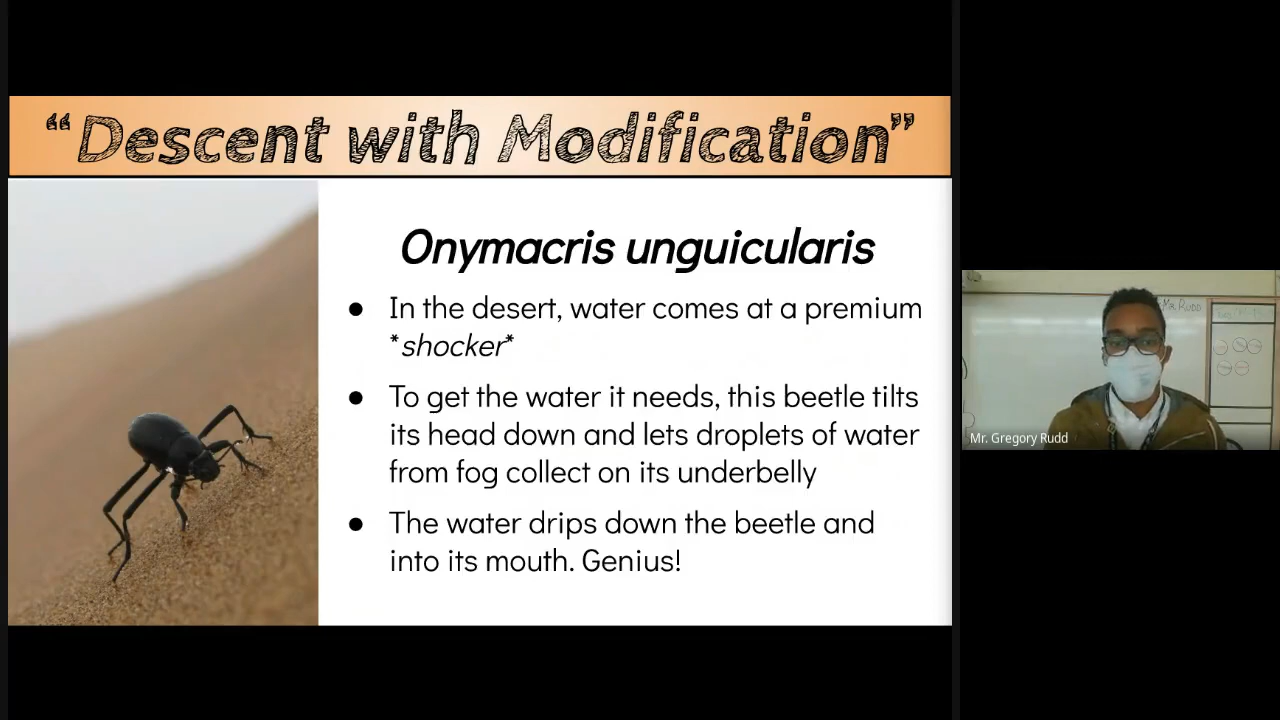 “Descent with Modification”
Onymacris unguicularis
● In the desert, water comes at a premium
*shocker*
● To get the water it needs, this beetle tilts
its head down and lets droplets of water
from fog collect on its underbelly
● The water drips down the beetle and
into its mouth. Genius!
Mr. Rudd
Mr. Gregory Rudd